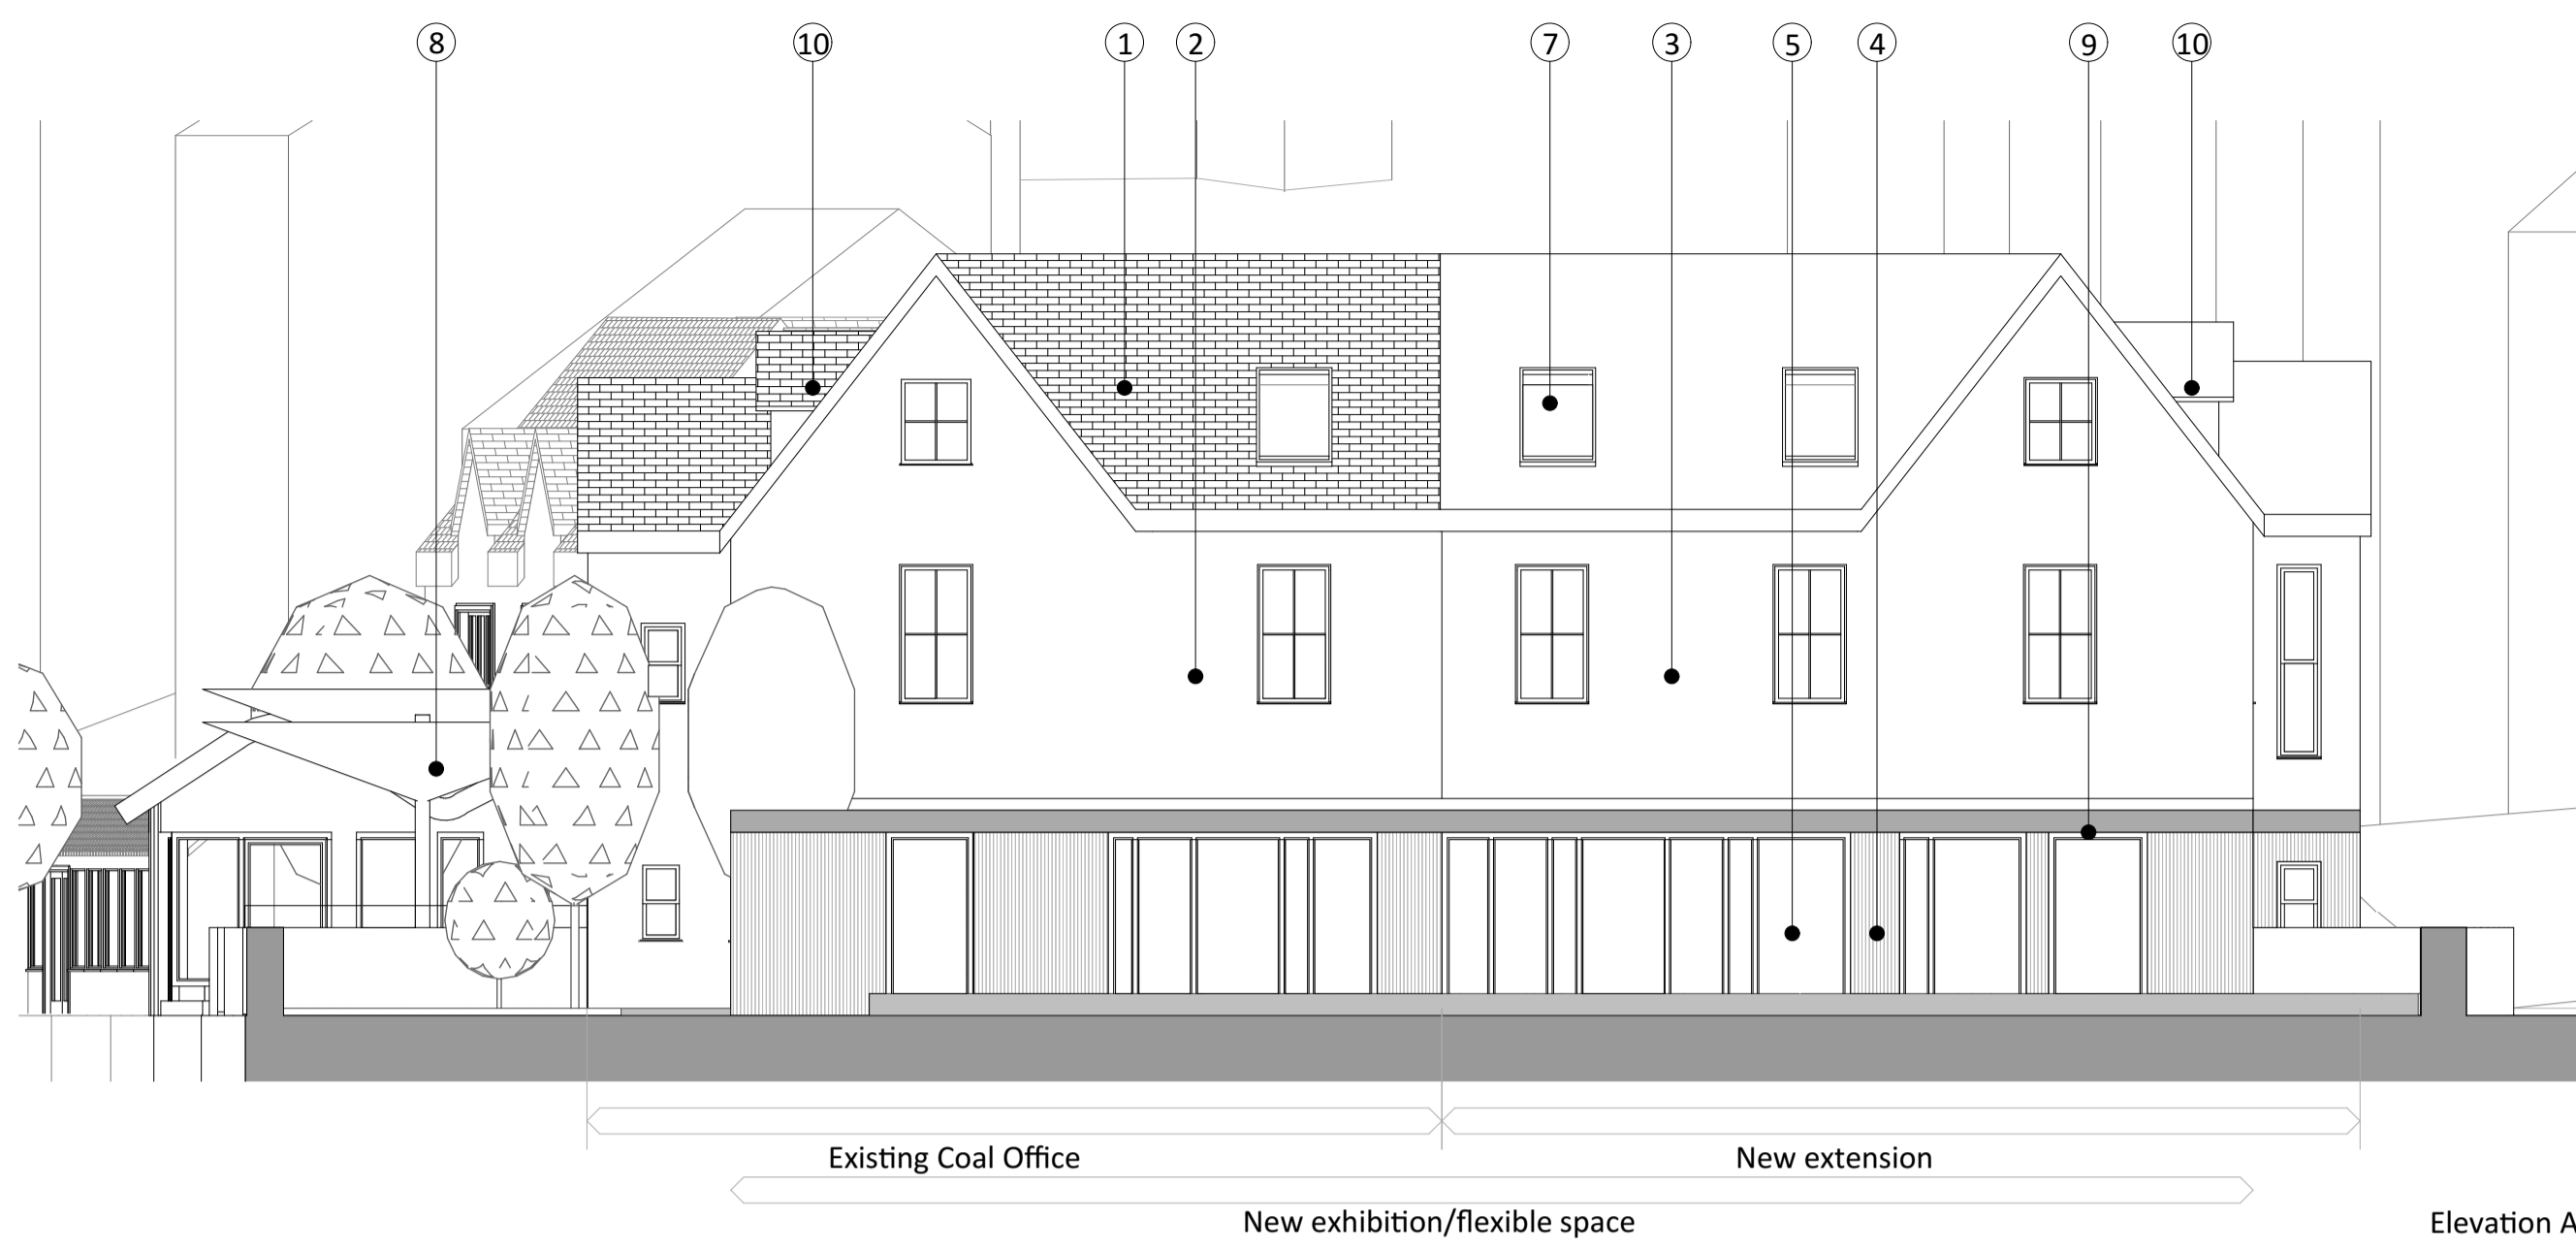 8 10 1 2 7 3 5 4 9 10
Existing Coal Office New extension
New exhibition/flexible space
Elevation A